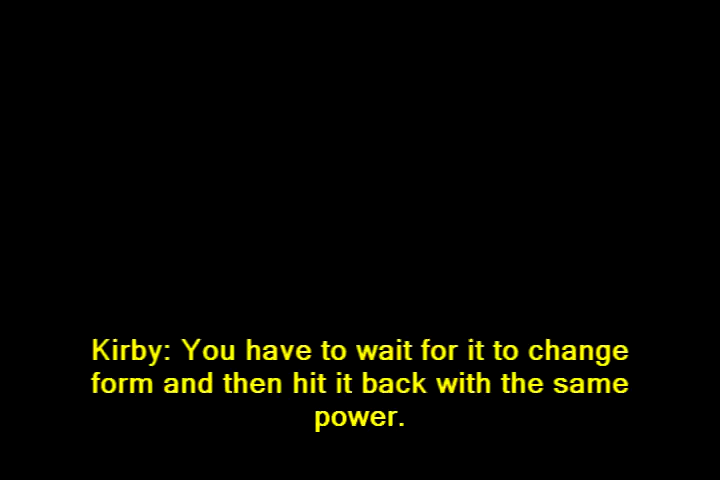 Kirby: You have to wait for it to change
form and then hit it back with the same
power.